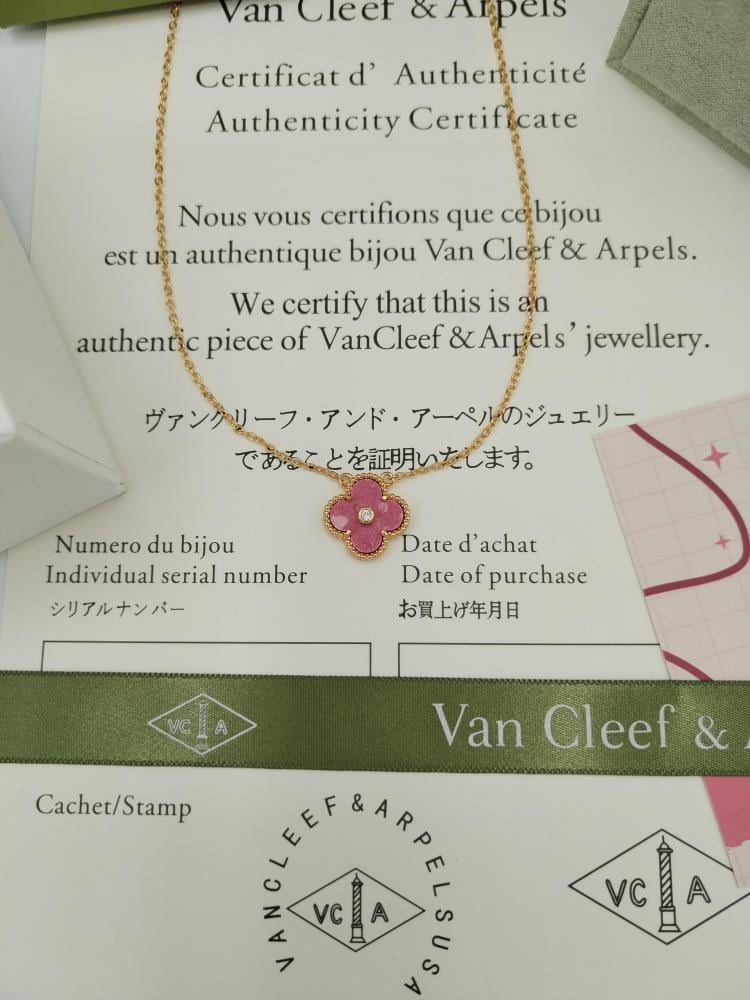 Van Cleef & Arpels
Certificat d' Authenticité
Authenticity Certificate
Nous vous certifions que ce bijou
est un authentique bijou Van Cleef & Arpels.
We certify that this is an
authentic piece of VanCleef & Arpels' jewellery.
ヴァンクリーフ・アンド・アーペルのジュエリー
であることを証明いたします。
Numero du bijou
Individual serial number
シリアルナンバー
Date d'achat
Date of purchase
お買上げ年月日
VC A
Van Cleef & A
Cachet/Stamp
VANCLEEF & ARPELS USA
VC A
VC A